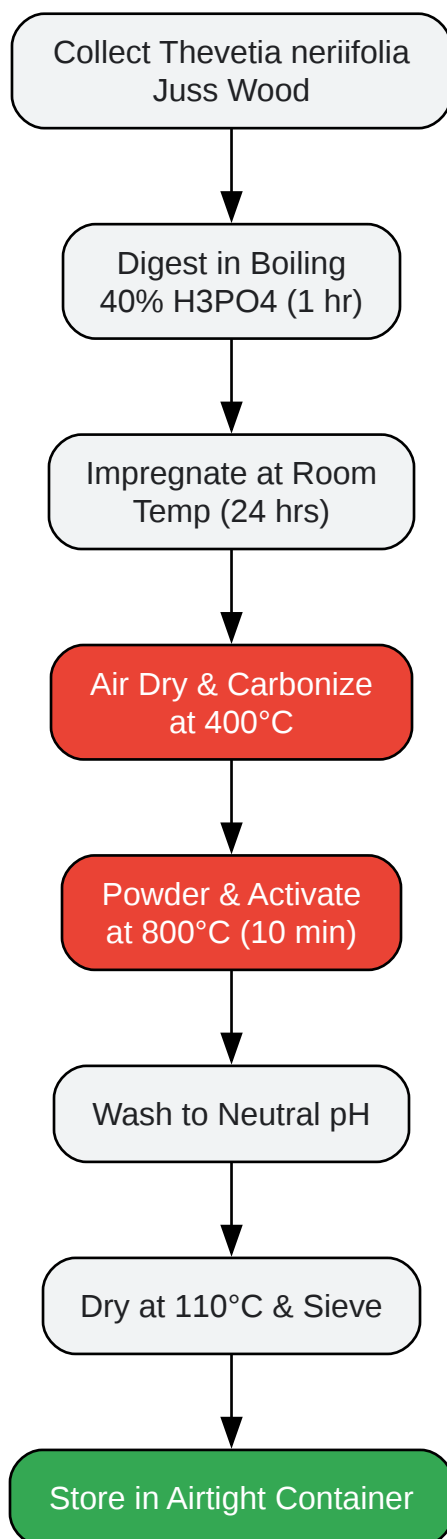 Collect Thevetia neriifolia
Juss Wood
Digest in Boiling
40% H3PO4 (1 hr)
Impregnate at Room
Temp (24 hrs)
Air Dry & Carbonize
at 400°C
Powder & Activate
at 800°C (10 min)
Wash to Neutral pH
Dry at 110°C & Sieve
Store in Airtight Container